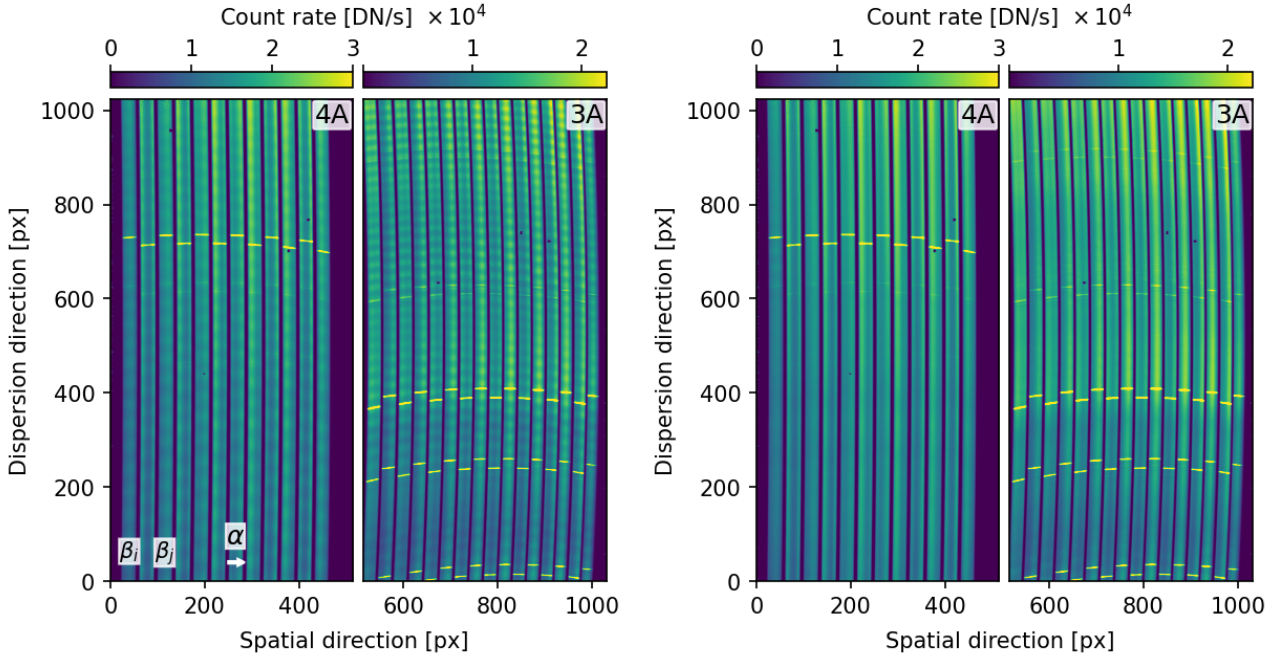 Count rate [DN/s] ×10⁴
Count rate [DN/s] ×10⁴
0 1 2 3 1 2
0 1 2 3 1 2
4A 3A
4A 3A
Dispersion direction [px]
1000
800
600
400
200
0
βi βj α
0 200 400 600 800 1000
Spatial direction [px]
Dispersion direction [px]
1000
800
600
400
200
0
0 200 400 600 800 1000
Spatial direction [px]